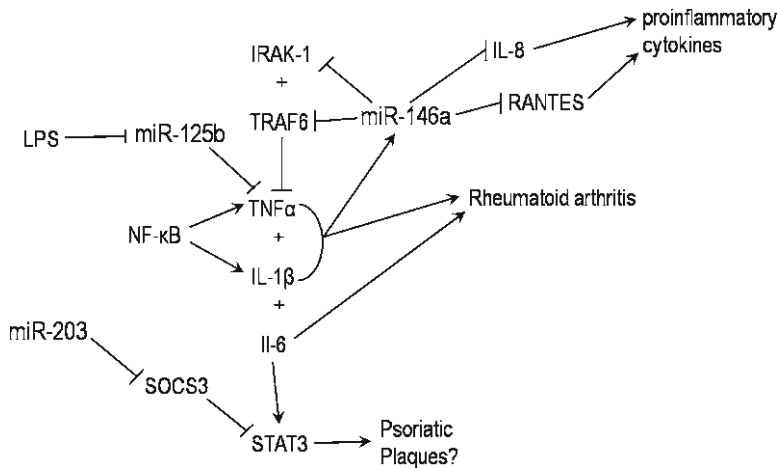 proinflammatory
cytokines
IL-8
IRAK-1
+
RANTES
miR-146a
TRAF6
LPS
miR-125b
Rheumatoid arthritis
TNFα
NF-κB
+
IL-1β
+
miR-203
Il-6
SOCS3
STAT3
Psoriatic
Plaques?